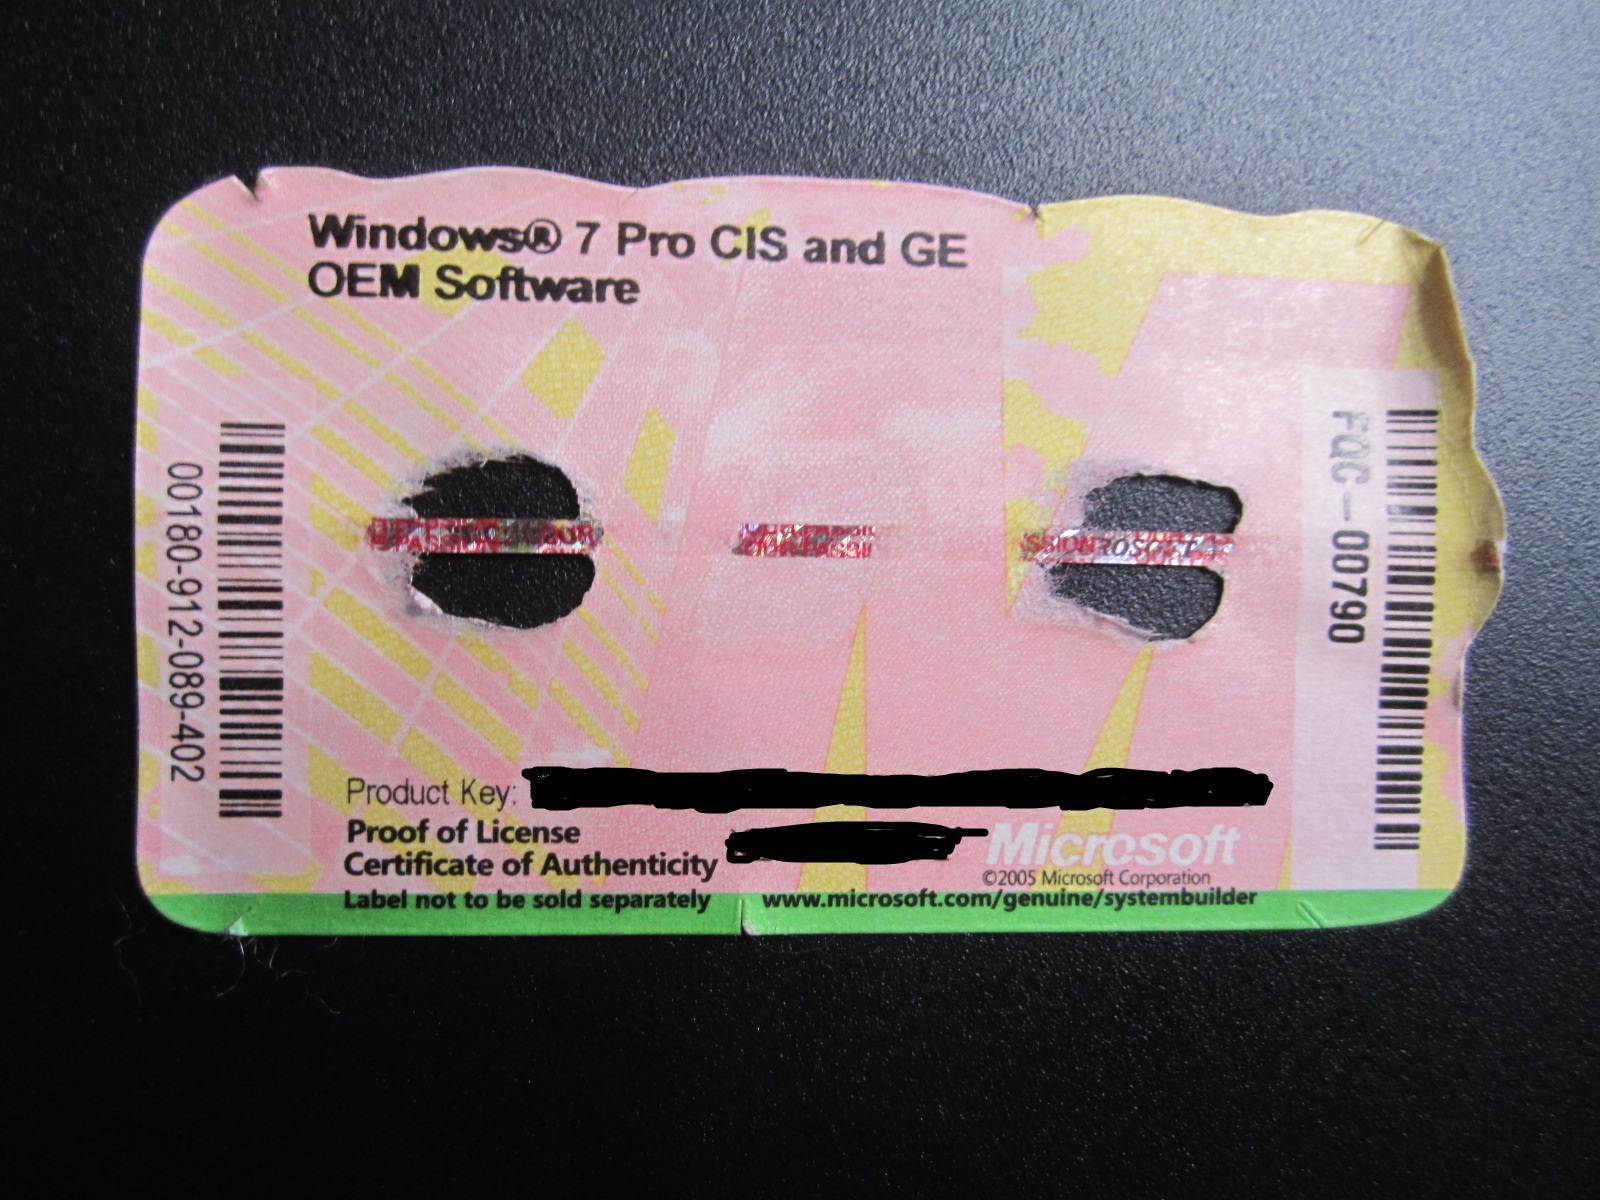 Windows® 7 Pro CIS and GE
OEM Software
00180-912-089-402
FQC-00790
Product Key:
Proof of License
Certificate of Authenticity
Microsoft
©2005 Microsoft Corporation
Label not to be sold separately
www.microsoft.com/genuine/systembuilder